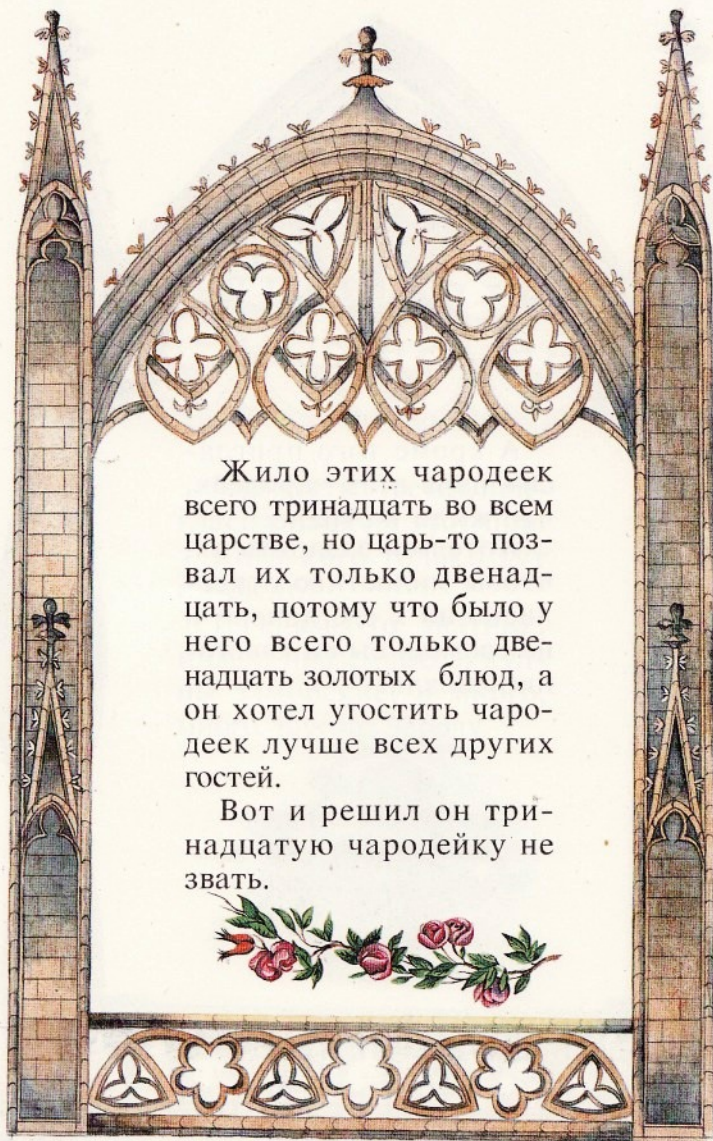 Жило этих чародеек
всего тринадцать во всем
царстве, но царь-то поз-
вал их только двенад-
цать, потому что было у
него всего только две-
надцать золотых блюд, а
он хотел угостить чаро-
деек лучше всех других
гостей.
Вот и решил он три-
надцатую чародейку не
звать.